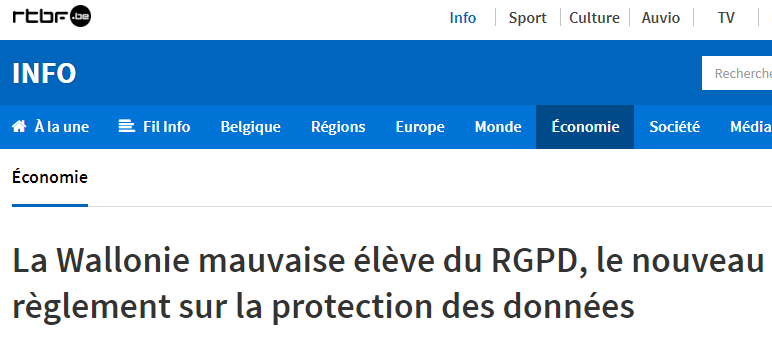 rtbf.be
Info Sport Culture Auvio TV
INFO
Recherche
À la une Fil Info Belgique Régions Europe Monde Économie Société Média
Économie
La Wallonie mauvaise élève du RGPD, le nouveau
règlement sur la protection des données